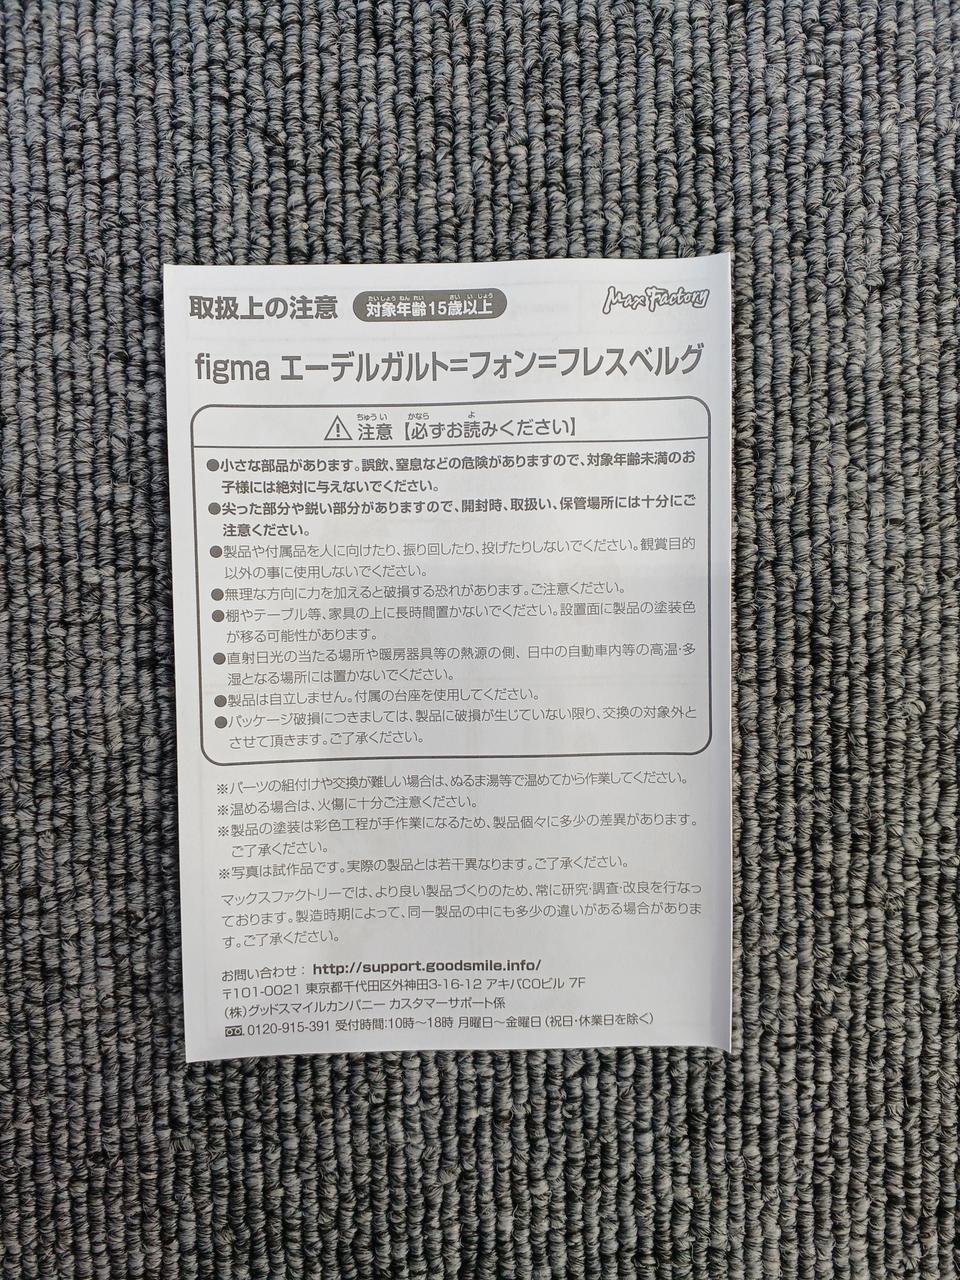 取扱上の注意 対象年齢15歳以上 Max Factory
たいしょうねんれい さいいじょう
figma エーデルガルト=フォン=フレスベルグ
ちゅうい かなら よ
⚠ 注意【必ずお読みください】
●小さな部品があります。誤飲、窒息などの危険がありますので、対象年齢未満のお
子様には絶対に与えないでください。
●尖った部分や鋭い部分がありますので、開封時、取扱い、保管場所には十分にご
注意ください。
●製品や付属品を人に向けたり、振り回したり、投げたりしないでください。観賞目的
以外の事に使用しないでください。
●無理な方向に力を加えると破損する恐れがあります。ご注意ください。
●棚やテーブル等、家具の上に長時間置かないでください。設置面に製品の塗装色
が移る可能性があります。
●直射日光の当たる場所や暖房器具等の熱源の側、日中の自動車内等の高温・多
湿となる場所には置かないでください。
●製品は自立しません。付属の台座を使用してください。
●パッケージ破損につきましては、製品に破損が生じていない限り、交換の対象外と
させて頂きます。ご了承ください。
※パーツの組付けや交換が難しい場合は、ぬるま湯等で温めてから作業してください。
※温める場合は、火傷に十分ご注意ください。
※製品の塗装は彩色工程が手作業になるため、製品個々に多少の差異があります。
ご了承ください。
※写真は試作品です。実際の製品とは若干異なります。ご了承ください。
マックスファクトリーでは、より良い製品づくりのため、常に研究・調査・改良を行なっ
ております。製造時期によって、同一製品の中にも多少の違いがある場合がありま
す。ご了承ください。
お問い合わせ : http://support.goodsmile.info/
〒101-0021 東京都千代田区外神田3-16-12 アキバCOビル 7F
(株)グッドスマイルカンパニー カスタマーサポート係
0120-915-391 受付時間:10時～18時 月曜日～金曜日(祝日・休業日を除く)